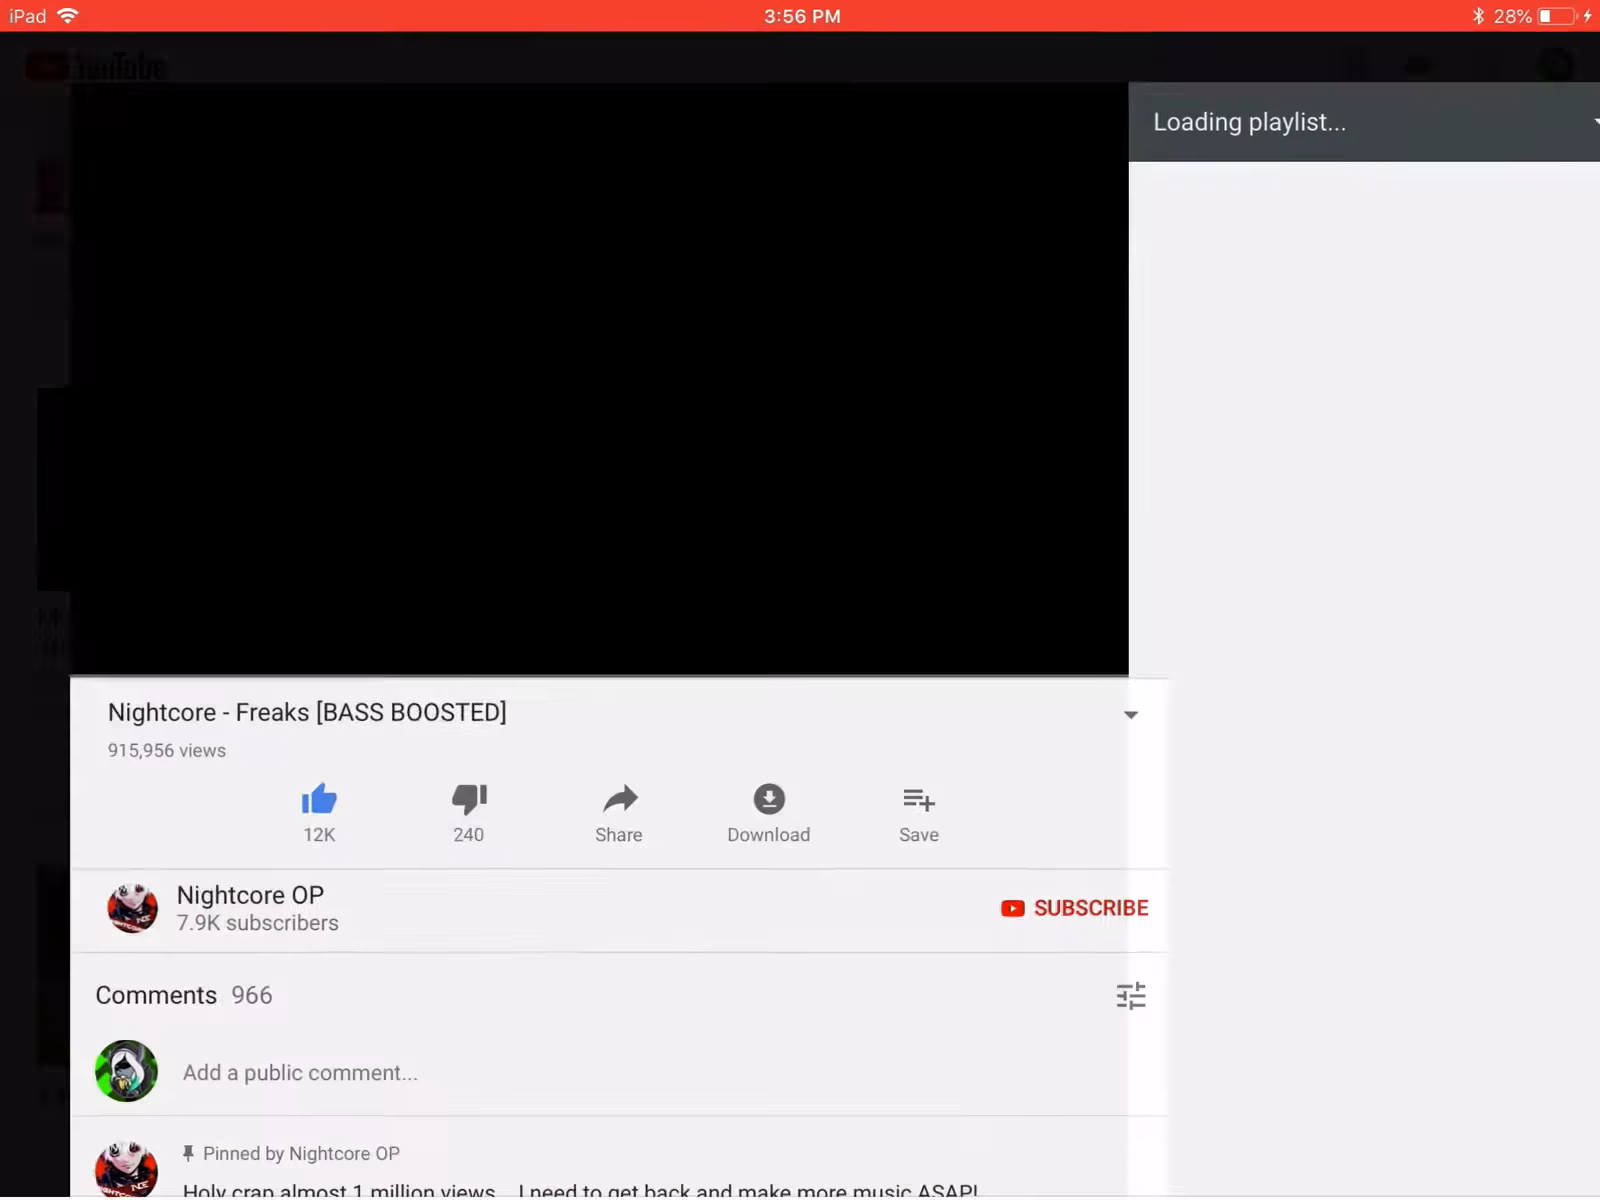 iPad 3:56 PM 28%
YouTube
Loading playlist...
Nightcore - Freaks [BASS BOOSTED]
915,956 views
12K 240 Share Download Save
Nightcore OP
7.9K subscribers
SUBSCRIBE
Comments 966
Add a public comment...
Pinned by Nightcore OP
Holy crap almost 1 million views... I need to get back and make more music ASAP!